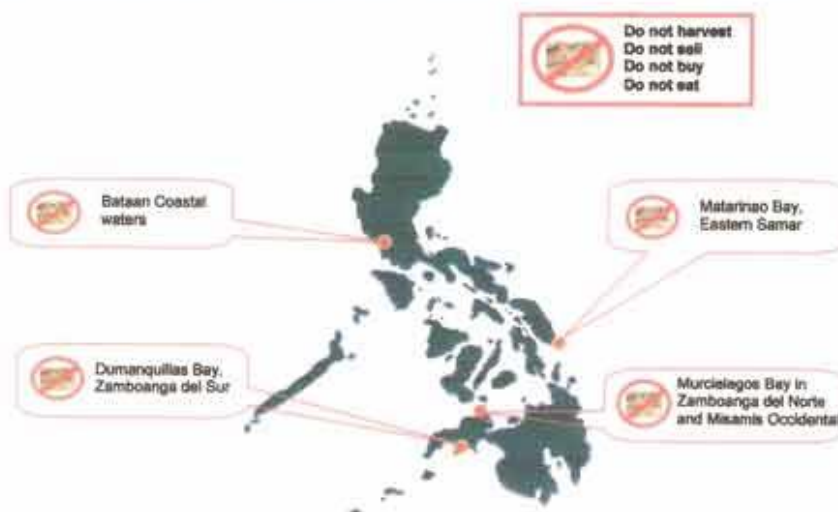 Do not harvest
Do not sell
Do not buy
Do not eat
Bataan Coastal
waters
Matarinao Bay,
Eastern Samar
Dumanquillas Bay,
Zamboanga del Sur
Murcielagos Bay in
Zamboanga del Norte
and Misamis Occidental